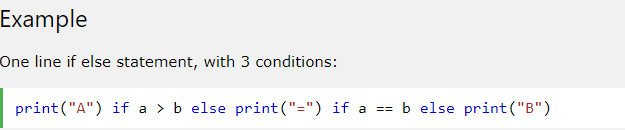 Example
One line if else statement, with 3 conditions:
print("A") if a > b else print("=") if a == b else print("B")